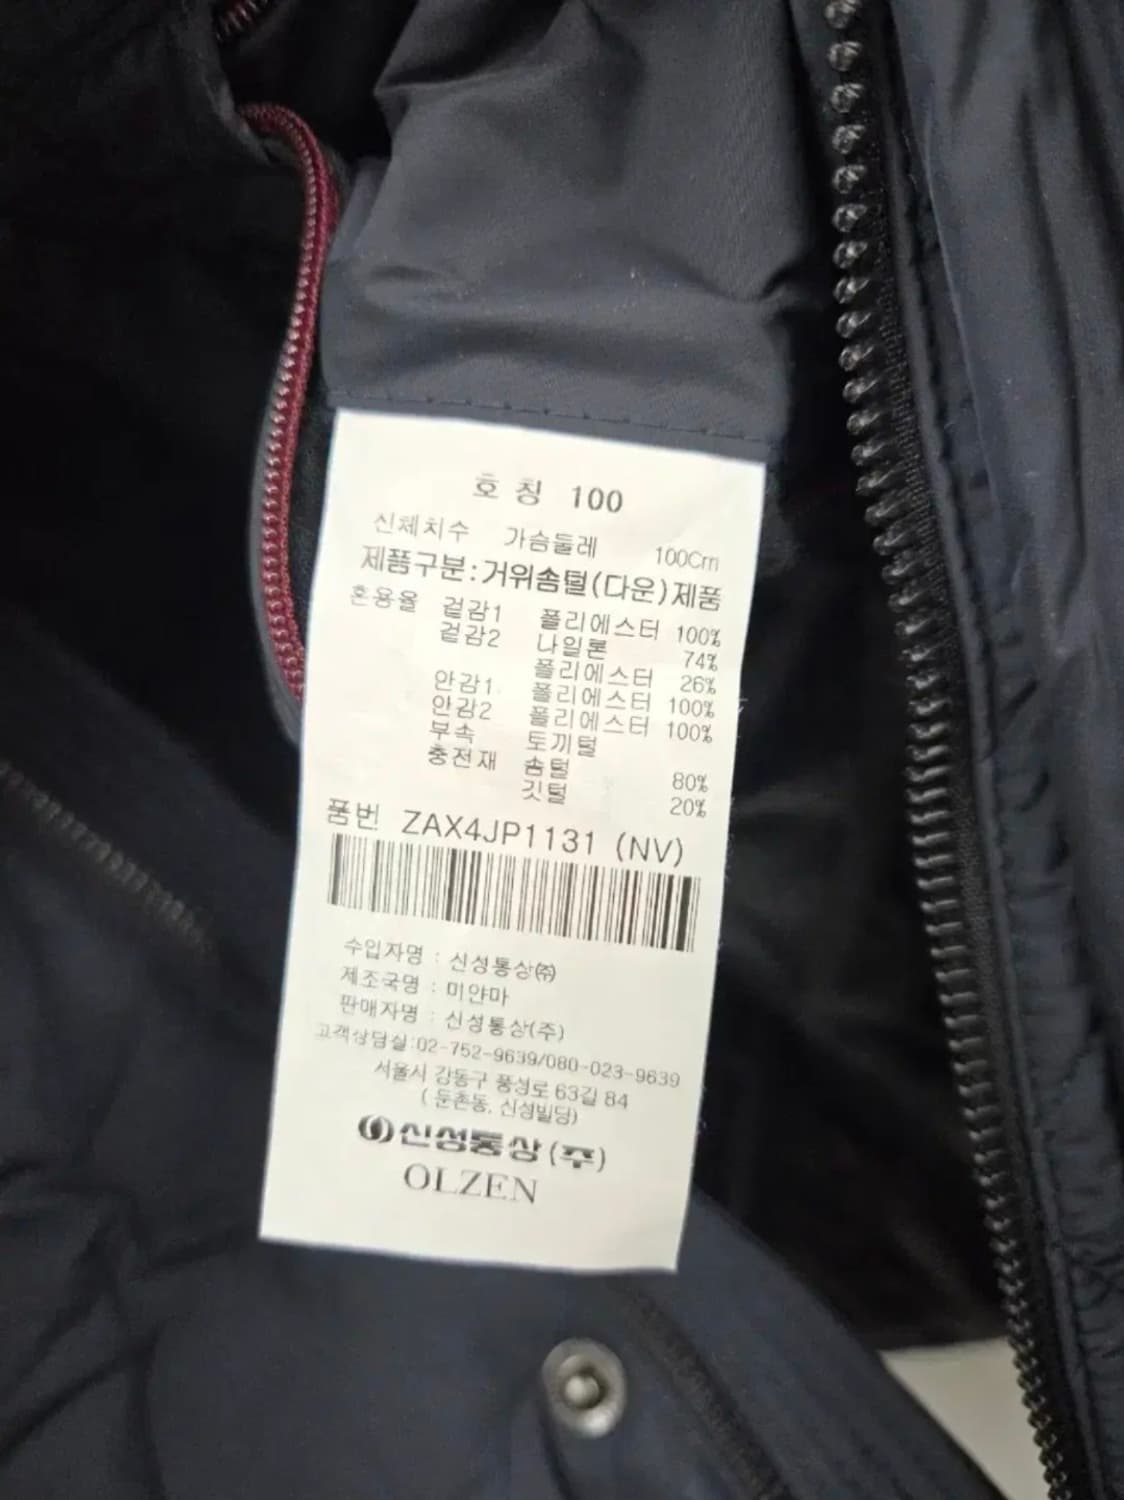 호 칭 100
신체치수 가슴둘레 100Cm
제품구분:거위솜털(다운)제품
혼용율 겉감1 폴리에스터 100%
겉감2 나일론 74%
폴리에스터 26%
안감1 폴리에스터 100%
안감2 폴리에스터 100%
부속 토끼털
충전재 솜털 80%
깃털 20%
품번 ZAX4JP1131 (NV)
수입자명 : 신성통상㈜
제조국명 : 미얀마
판매자명 : 신성통상(주)
고객상담실:02-752-9639/080-023-9639
서울시 강동구 풍성로 63길 84
( 둔촌동, 신성빌딩)
신성통상(주)
OLZEN